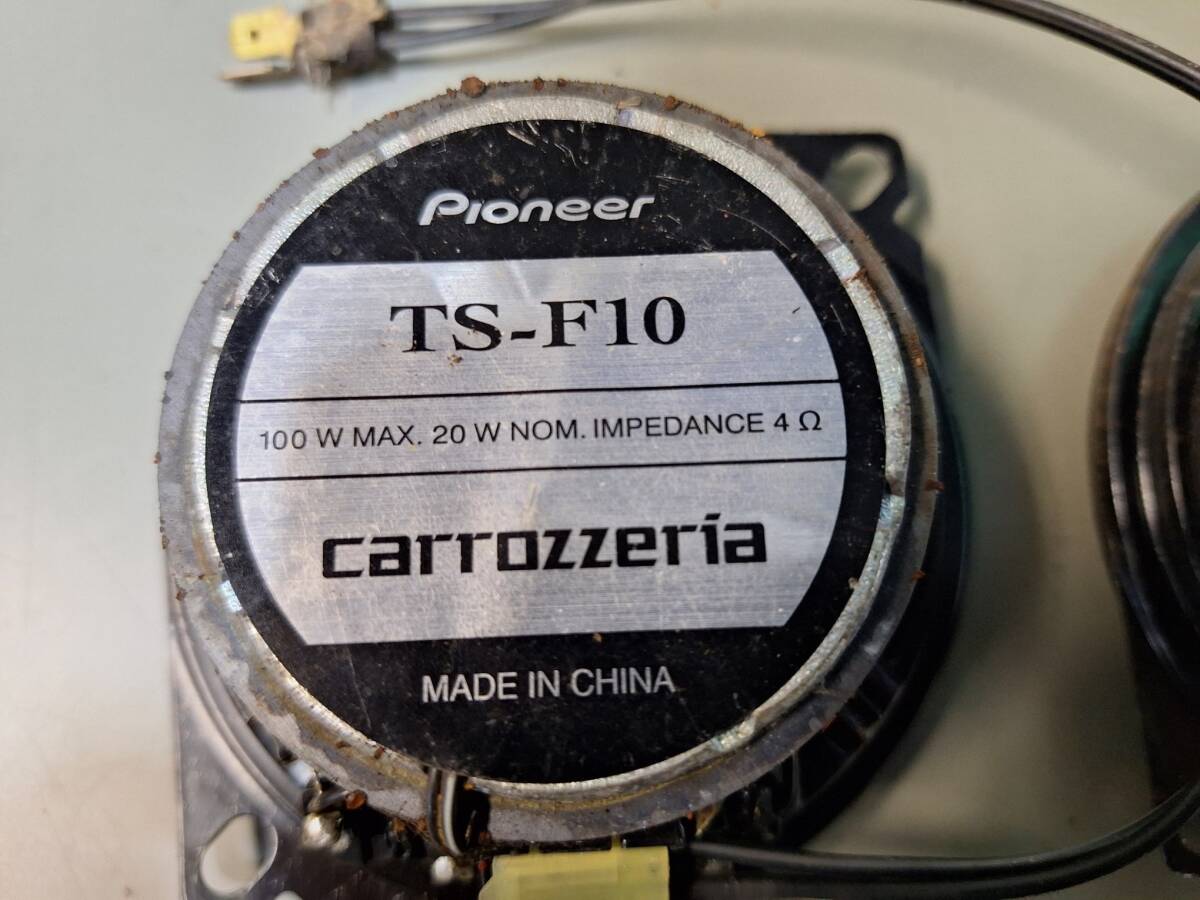 Pioneer
TS-F10
100 W MAX. 20 W NOM. IMPEDANCE 4 Ω
carrozzeria
MADE IN CHINA